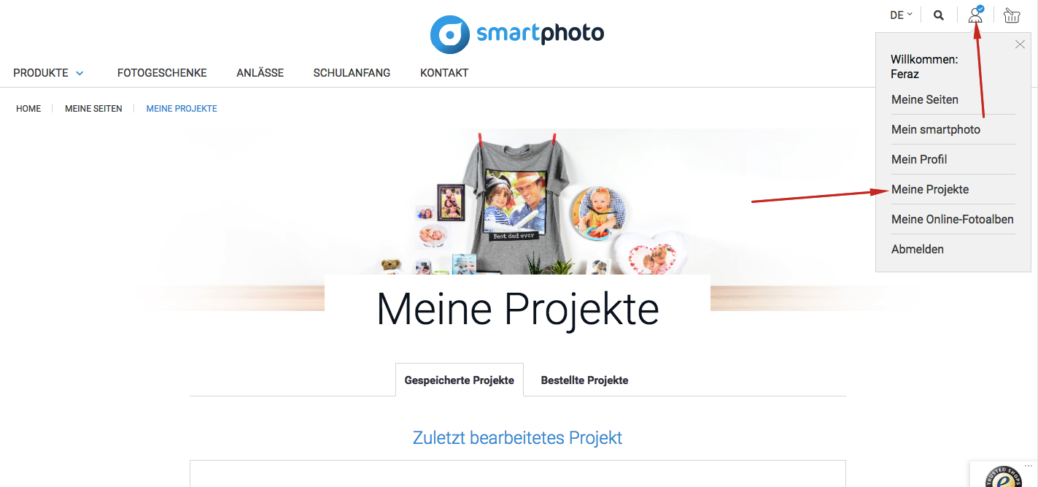 DE
smartphoto
PRODUKTE
FOTOGESCHENKE
ANLÄSSE
SCHULANFANG
KONTAKT
Willkommen:
Feraz
Meine Seiten
Mein smartphoto
Mein Profil
Meine Projekte
Meine Online-Fotoalben
Abmelden
HOME
MEINE SEITEN
MEINE PROJEKTE
Best dad ever
Meine Projekte
Gespeicherte Projekte
Bestellte Projekte
Zuletzt bearbeitetes Projekt